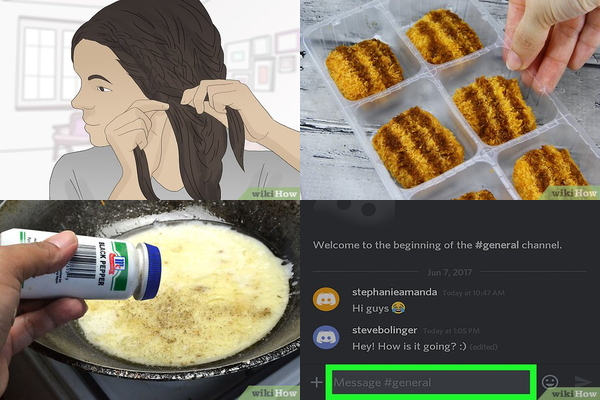 wikiHow
wikiHow
BLACK PEPPER
wikiHow
Welcome to the beginning of the #general channel.
Jun 7, 2017
stephanieamanda Today at 10:47 AM
Hi guys 😂
stevebolinger Today at 1:05 PM
Hey! How is it going? :) (edited)
Message #general
wikiHow